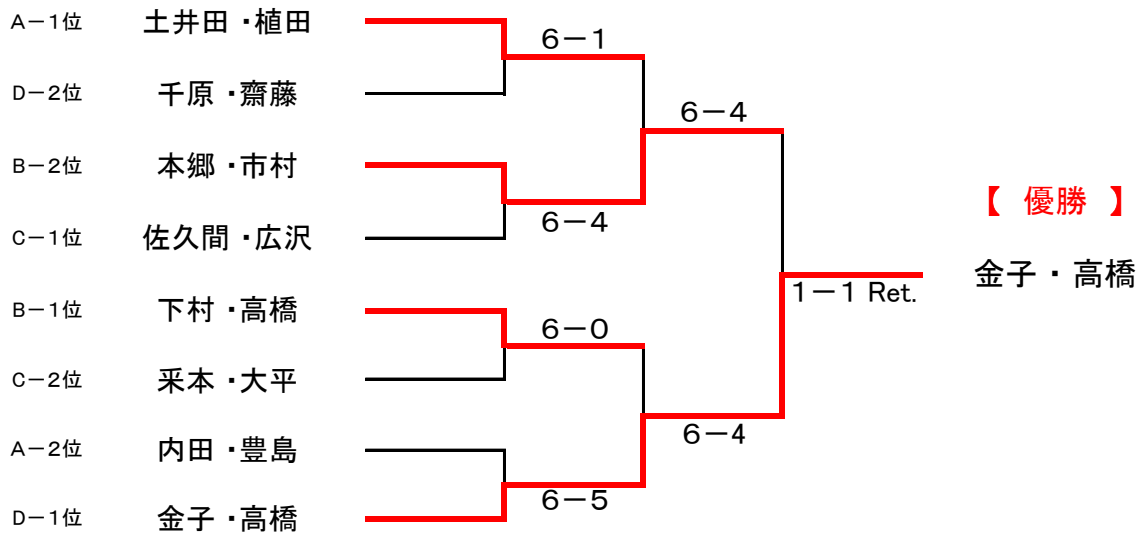 A－1位 土井田 ・植田
6－1
D－2位 千原 ・齋藤
6－4
B－2位 本郷 ・市村
【 優勝 】
6－4
C－1位 佐久間 ・広沢
金子 ・ 高橋
1－1 Ret.
B－1位 下村 ・高橋
6－0
C－2位 釆本 ・大平
6－4
A－2位 内田 ・豊島
6－5
D－1位 金子 ・高橋